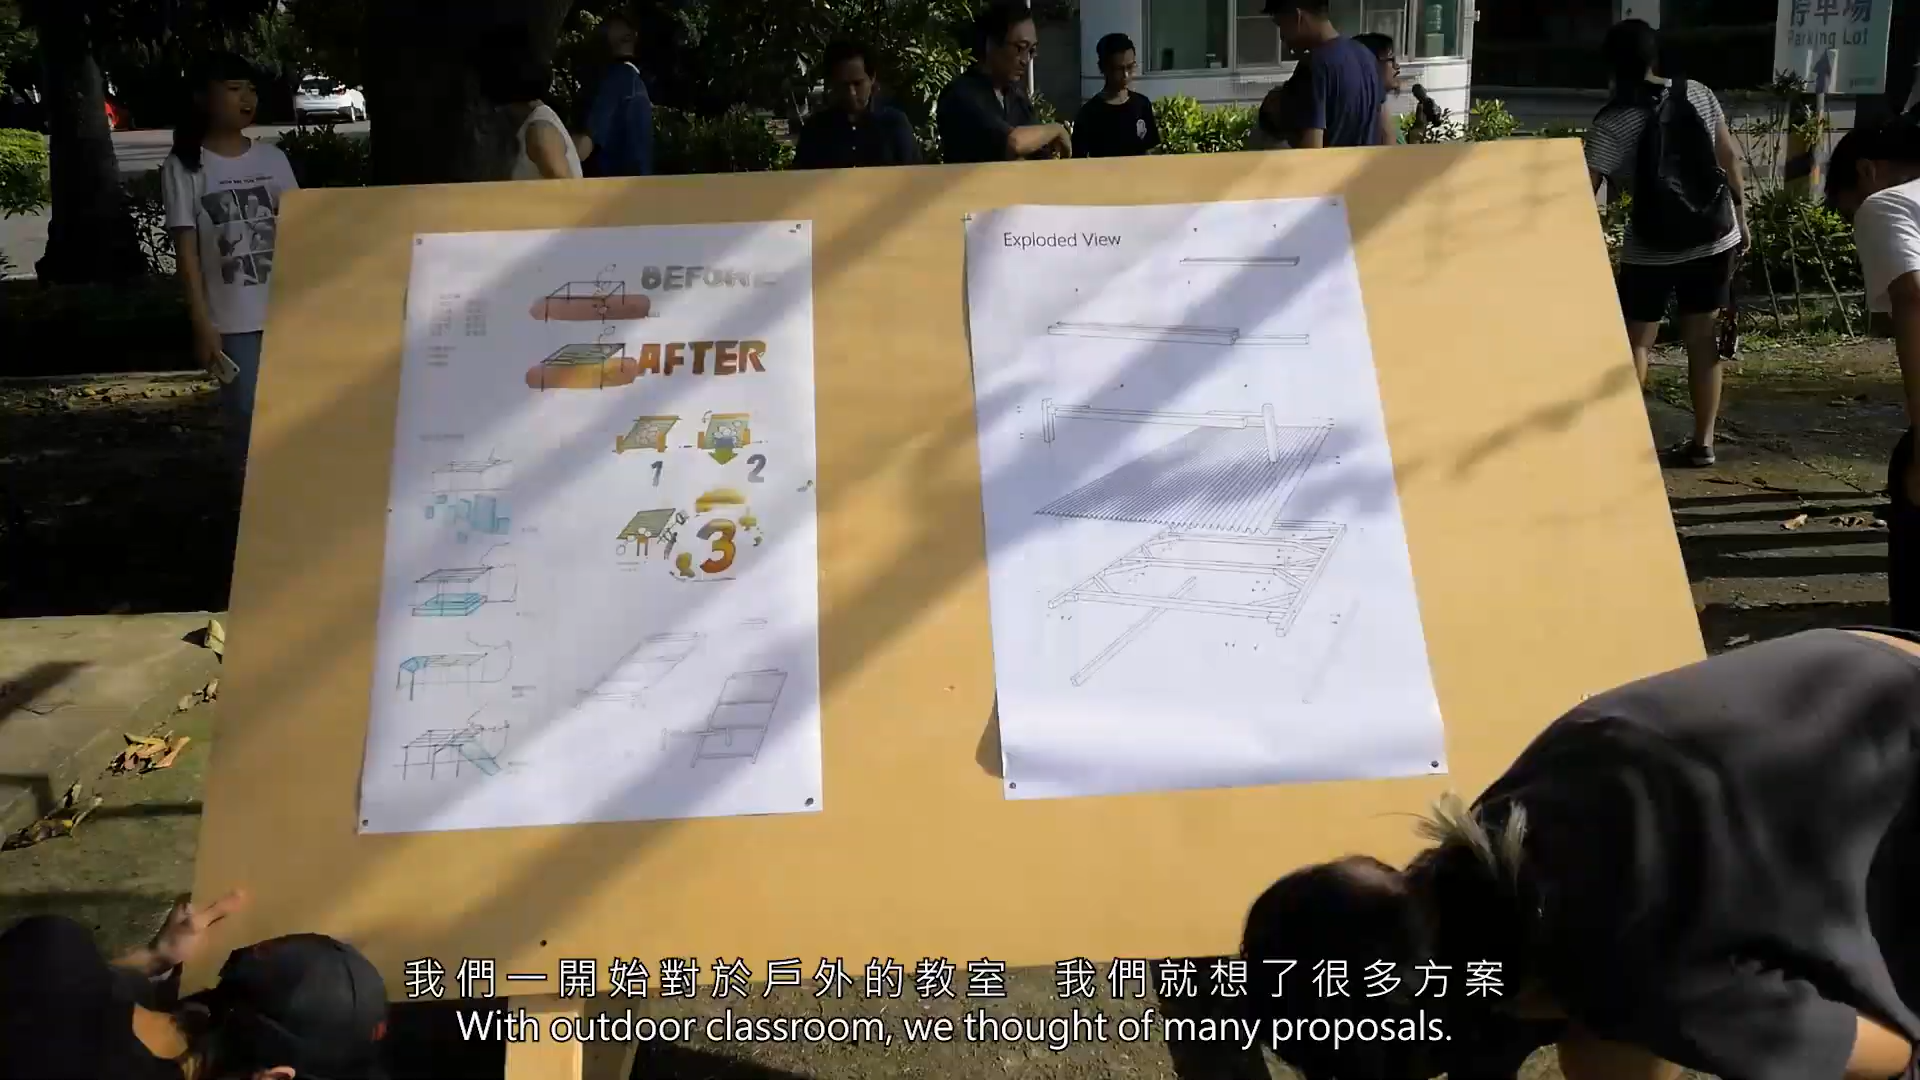 停車場
Parking Lot
BEFORE
AFTER
1
2
3
Exploded View
我們一開始對於戶外的教室 我們就想了很多方案
With outdoor classroom, we thought of many proposals.